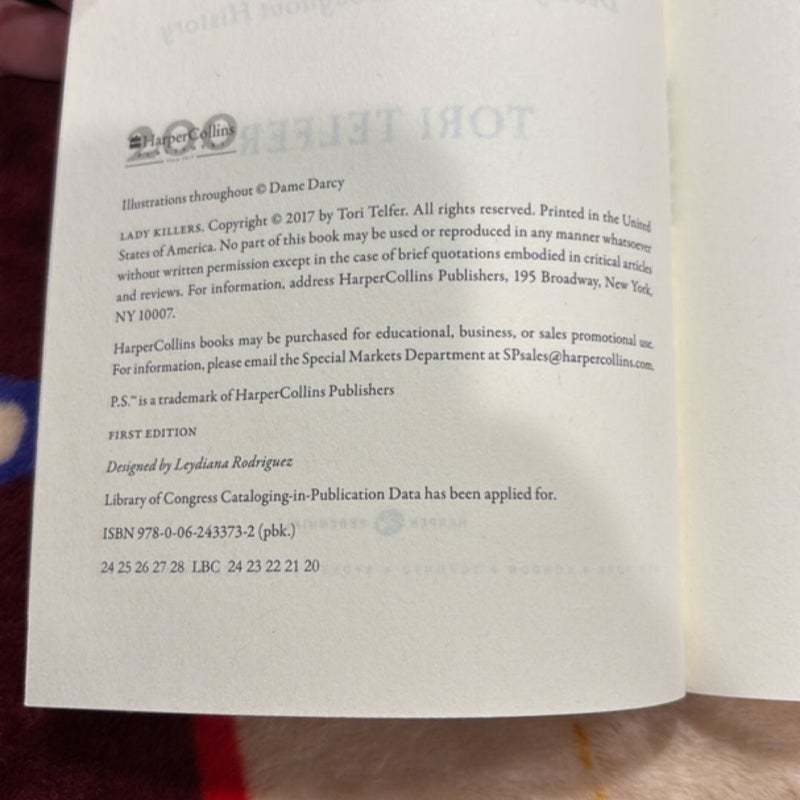 200
HarperCollins
Illustrations throughout © Dame Darcy
LADY KILLERS. Copyright © 2017 by Tori Telfer. All rights reserved. Printed in the United
States of America. No part of this book may be used or reproduced in any manner whatsoever
without written permission except in the case of brief quotations embodied in critical articles
and reviews. For information, address HarperCollins Publishers, 195 Broadway, New York,
NY 10007.
HarperCollins books may be purchased for educational, business, or sales promotional use.
For information, please email the Special Markets Department at SPsales@harpercollins.com.
P.S.™ is a trademark of HarperCollins Publishers
FIRST EDITION
Designed by Leydiana Rodriguez
Library of Congress Cataloging-in-Publication Data has been applied for.
ISBN 978-0-06-243373-2 (pbk.)
24 25 26 27 28 LBC 24 23 22 21 20